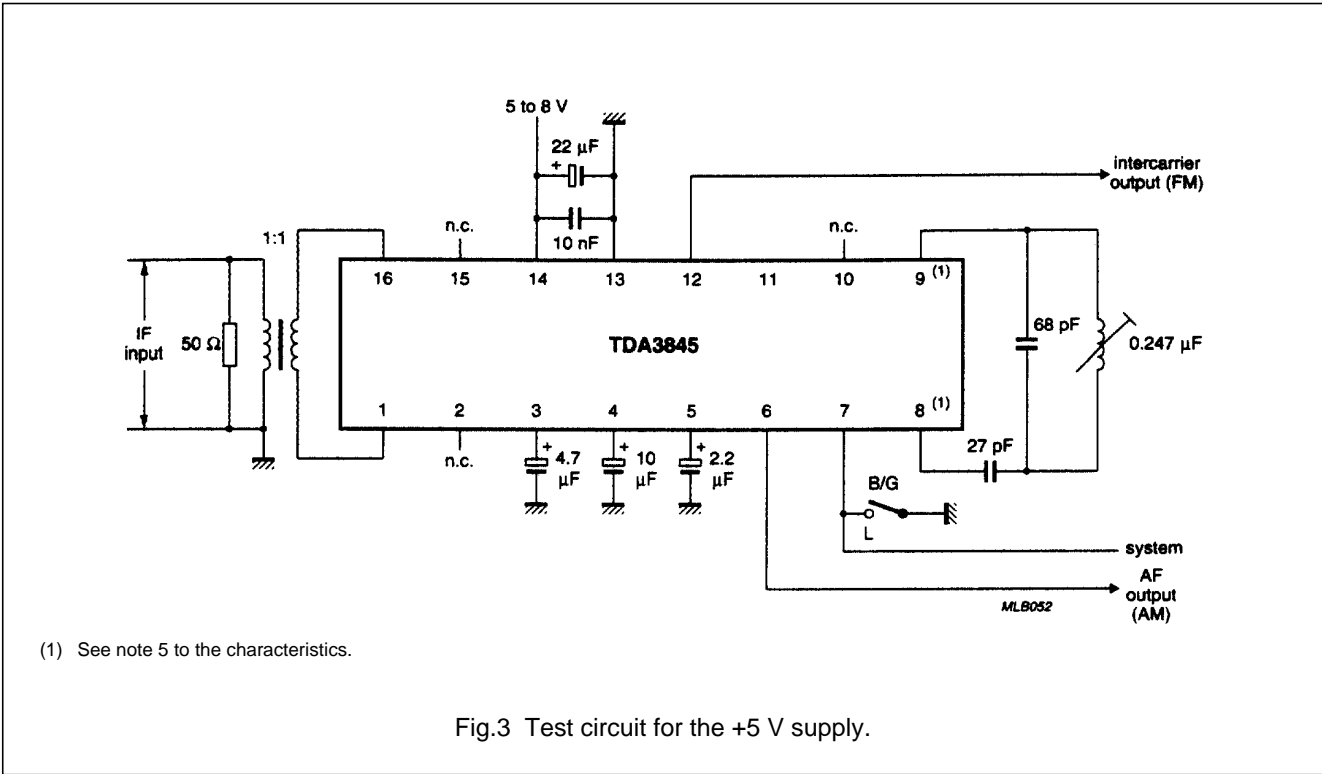 5 to 8 V
22 µF
+
10 nF
n.c.
n.c.
intercarrier
output (FM)
1:1
16 15 14 13 12 11 10 9 (1)
IF
input
50 Ω
TDA3845
68 pF
0.247 µF
1 2 3 4 5 6 7 8 (1)
n.c.
+
4.7
µF
+
10
µF
+
2.2
µF
27 pF
B/G
L
system
AF
output
(AM)
MLB052
(1) See note 5 to the characteristics.
Fig.3 Test circuit for the +5 V supply.